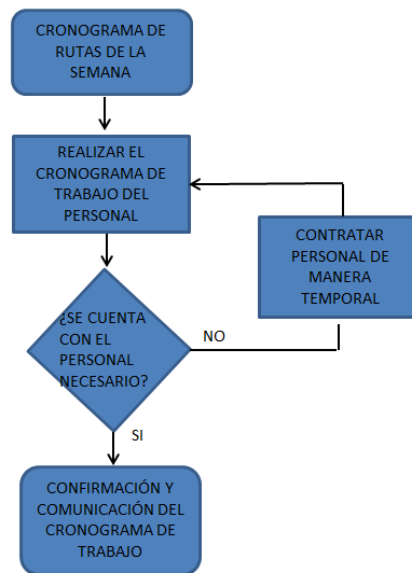 CRONOGRAMA DE
RUTAS DE LA
SEMANA
REALIZAR EL
CRONOGRAMA DE
TRABAJO DEL
PERSONAL
CONTRATAR
PERSONAL DE
MANERA
TEMPORAL
¿SE CUENTA
CON EL
PERSONAL
NECESARIO?
NO
SI
CONFIRMACIÓN Y
COMUNICACIÓN DEL
CRONOGRAMA DE
TRABAJO